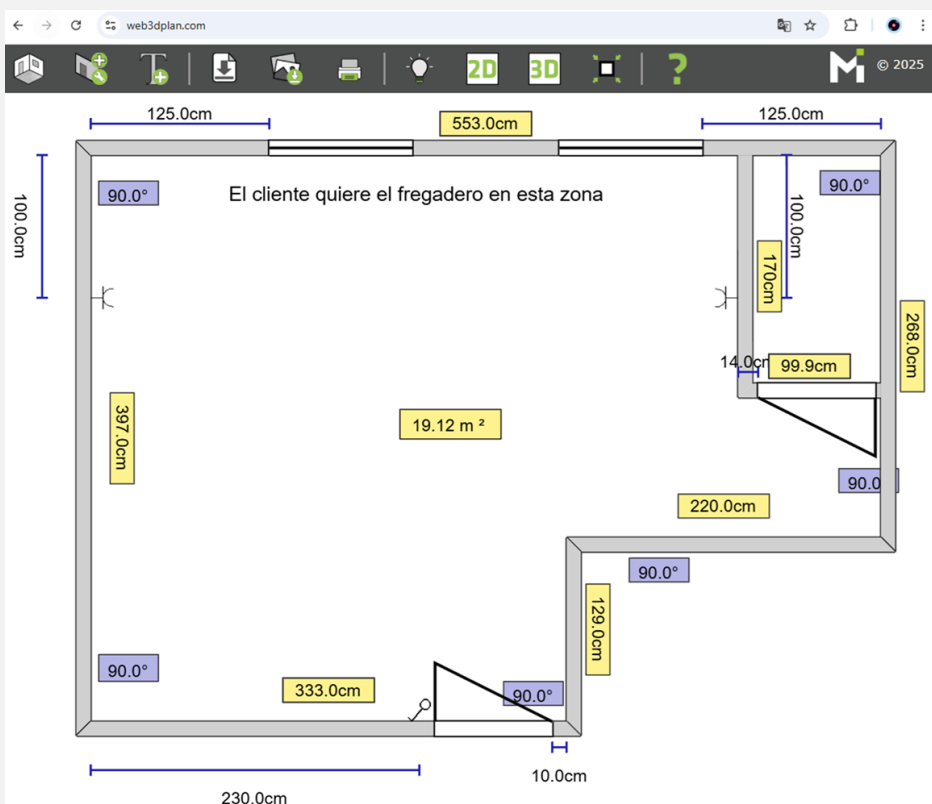 web3dplan.com
T
2D
3D
?
M
© 2025
125.0cm
553.0cm
125.0cm
90.0°
El cliente quiere el fregadero en esta zona
90.0°
100.0cm
100.0cm
170cm
268.0cm
14.0cm
99.9cm
397.0cm
19.12 m ²
90.0
220.0cm
90.0°
129.0cm
90.0°
333.0cm
90.0°
10.0cm
230.0cm